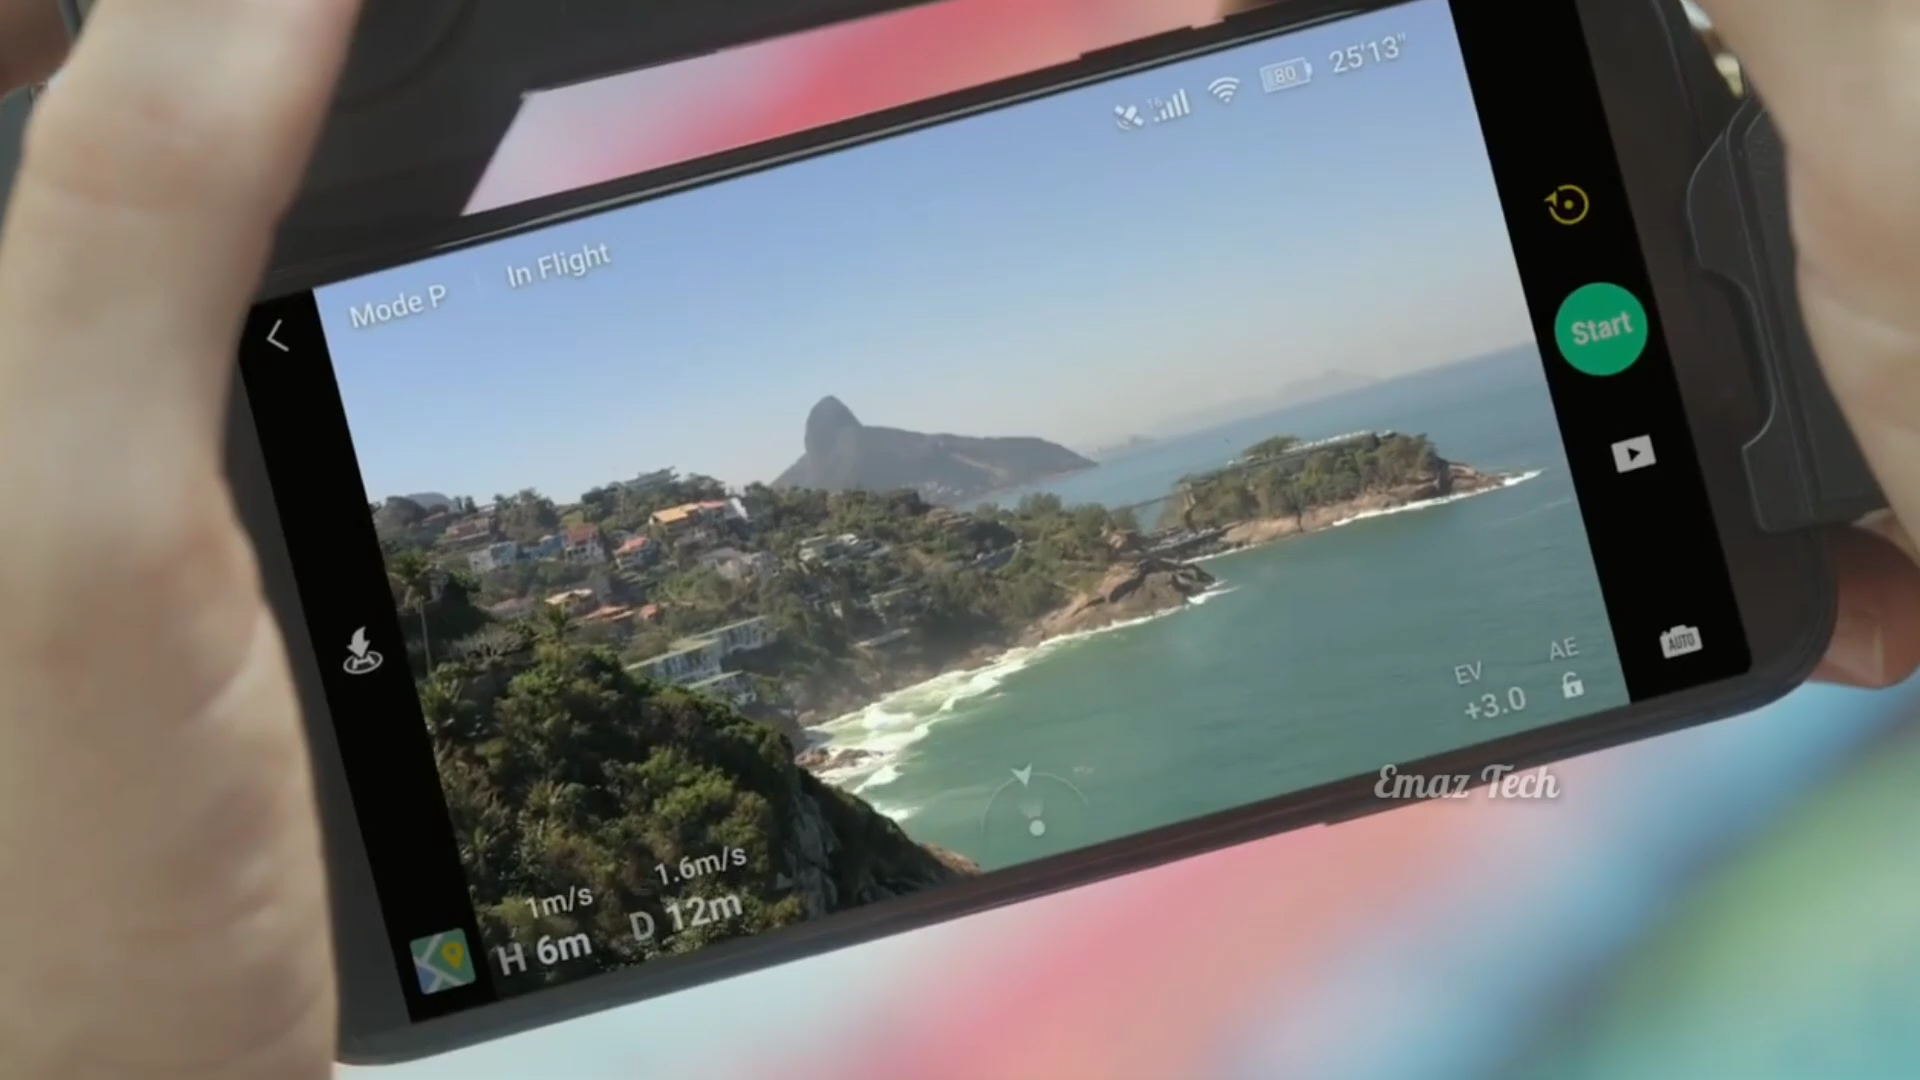 16
80
25'13"
Mode P
In Flight
Start
AUTO
EV
AE
+3.0
Emaz Tech
1m/s
1.6m/s
H 6m
D 12m